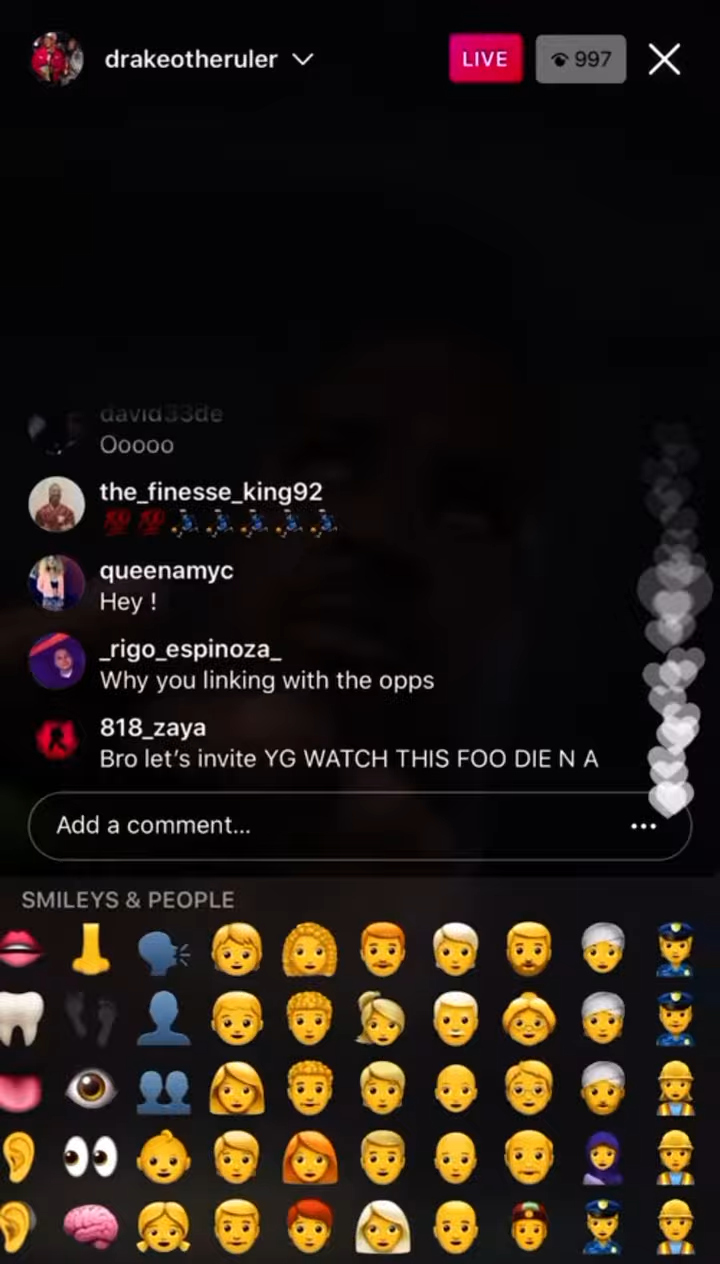 drakeotheruler
LIVE
997
david33de
Ooooo
the_finesse_king92
💯💯👨‍🦽👨‍🦽👨‍🦽👨‍🦽👨‍🦽
queenamyc
Hey !
_rigo_espinoza_
Why you linking with the opps
818_zaya
Bro let’s invite YG WATCH THIS FOO DIE N A
Add a comment...
SMILEYS & PEOPLE